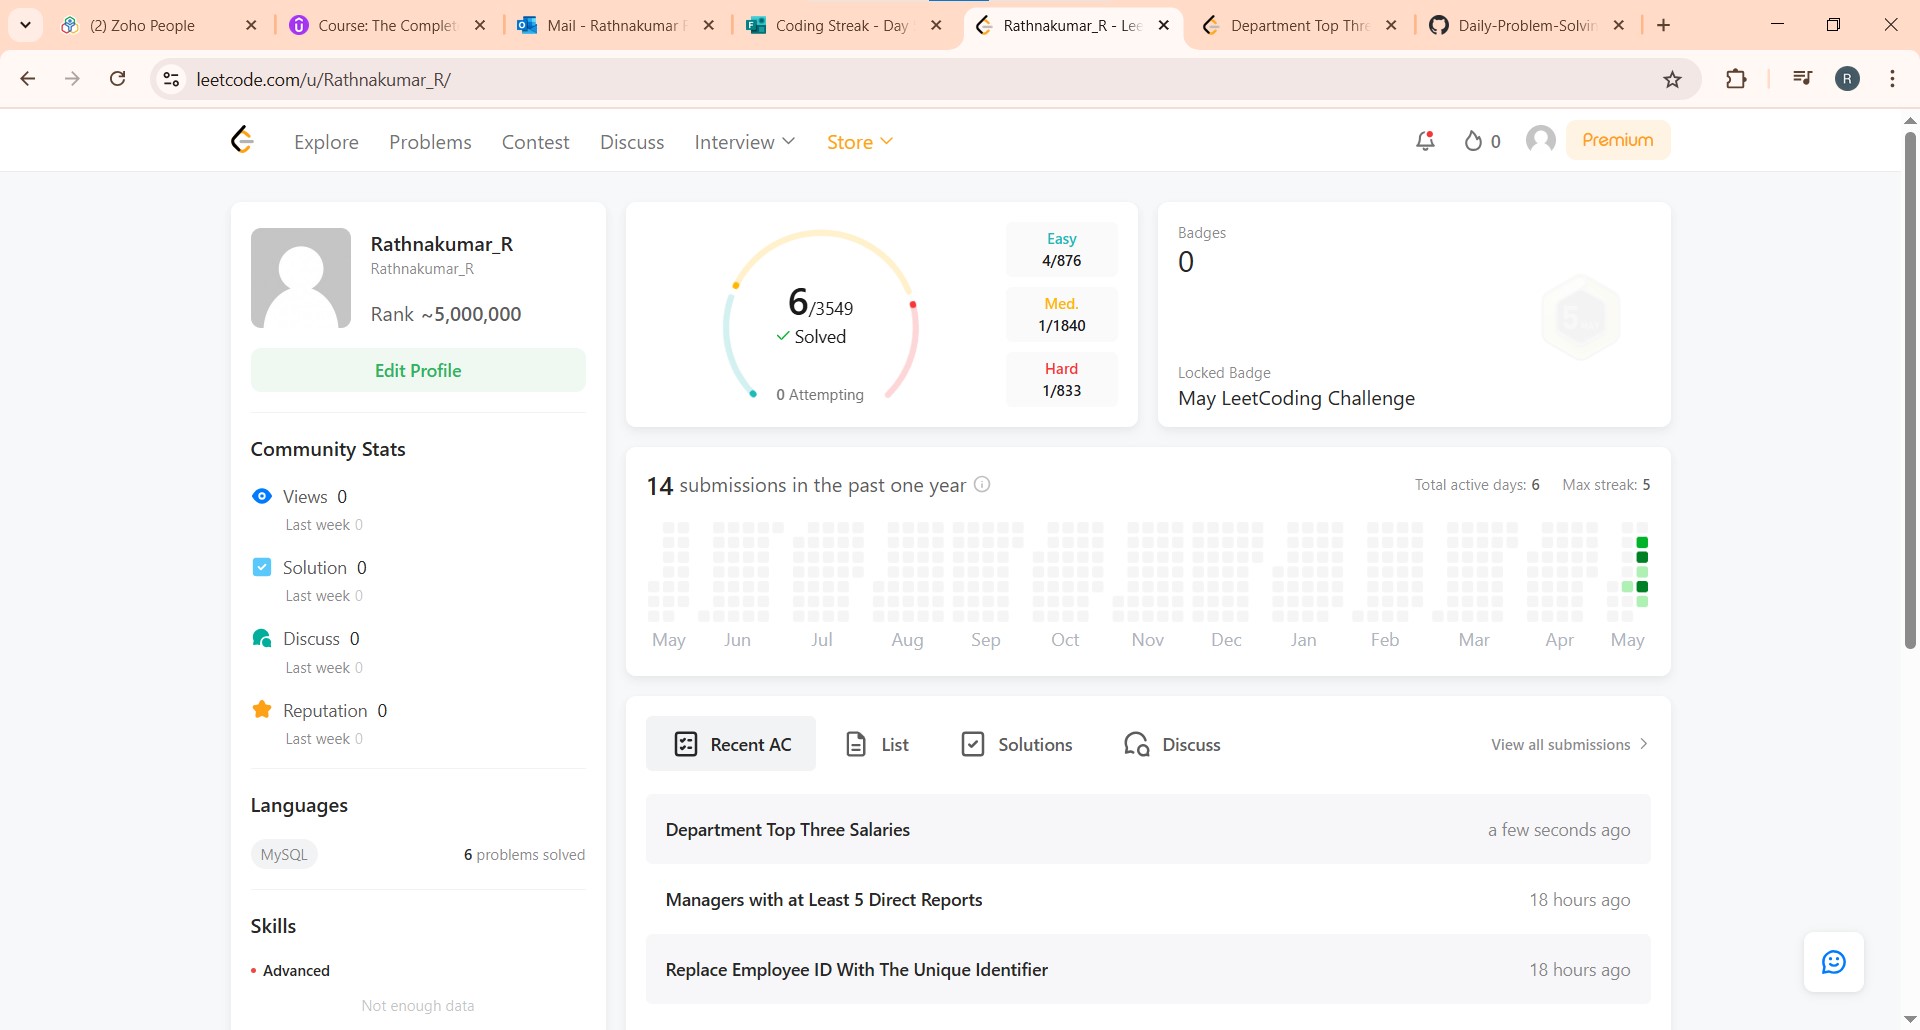 (2) Zoho People
Course: The Complet
Mail - Rathnakumar R
Coding Streak - Day
Rathnakumar_R - Lee
Department Top Thre
Daily-Problem-Solvin
leetcode.com/u/Rathnakumar_R/
R
Explore
Problems
Contest
Discuss
Interview
Store
0
Premium
Rathnakumar_R
Rathnakumar_R
Rank ~5,000,000
Edit Profile
Community Stats
Views 0
Last week 0
Solution 0
Last week 0
Discuss 0
Last week 0
Reputation 0
Last week 0
Languages
MySQL
6 problems solved
Skills
Advanced
Not enough data
6/3549
Solved
0 Attempting
Easy
4/876
Med.
1/1840
Hard
1/833
Badges
0
Locked Badge
May LeetCoding Challenge
14 submissions in the past one year
Total active days: 6
Max streak: 5
May Jun Jul Aug Sep Oct Nov Dec Jan Feb Mar Apr May
Recent AC
List
Solutions
Discuss
View all submissions
Department Top Three Salaries
a few seconds ago
Managers with at Least 5 Direct Reports
18 hours ago
Replace Employee ID With The Unique Identifier
18 hours ago